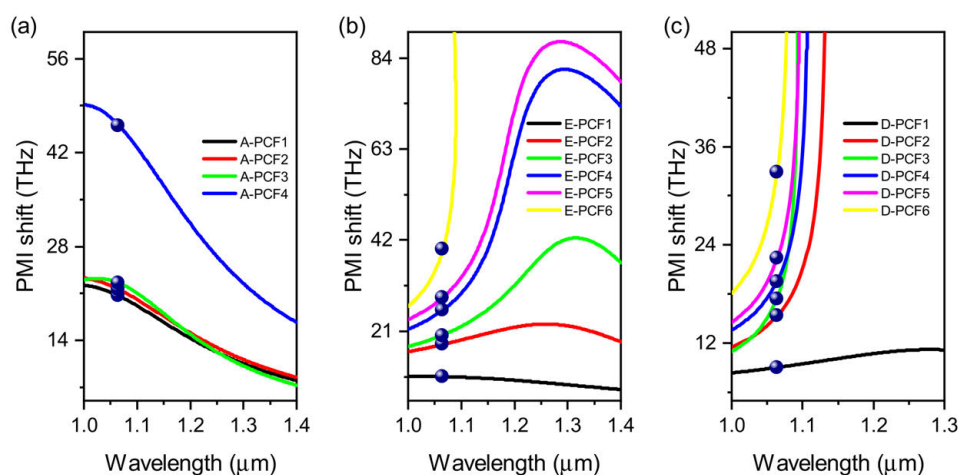 (a)
PMI shift (THz)
56
42
28
14
A-PCF1
A-PCF2
A-PCF3
A-PCF4
1.0 1.1 1.2 1.3 1.4
Wavelength (μm)
(b)
PMI shift (THz)
84
63
42
21
E-PCF1
E-PCF2
E-PCF3
E-PCF4
E-PCF5
E-PCF6
1.0 1.1 1.2 1.3 1.4
Wavelength (μm)
(c)
PMI shift (THz)
48
36
24
12
D-PCF1
D-PCF2
D-PCF3
D-PCF4
D-PCF5
D-PCF6
1.0 1.1 1.2 1.3
Wavelength (μm)